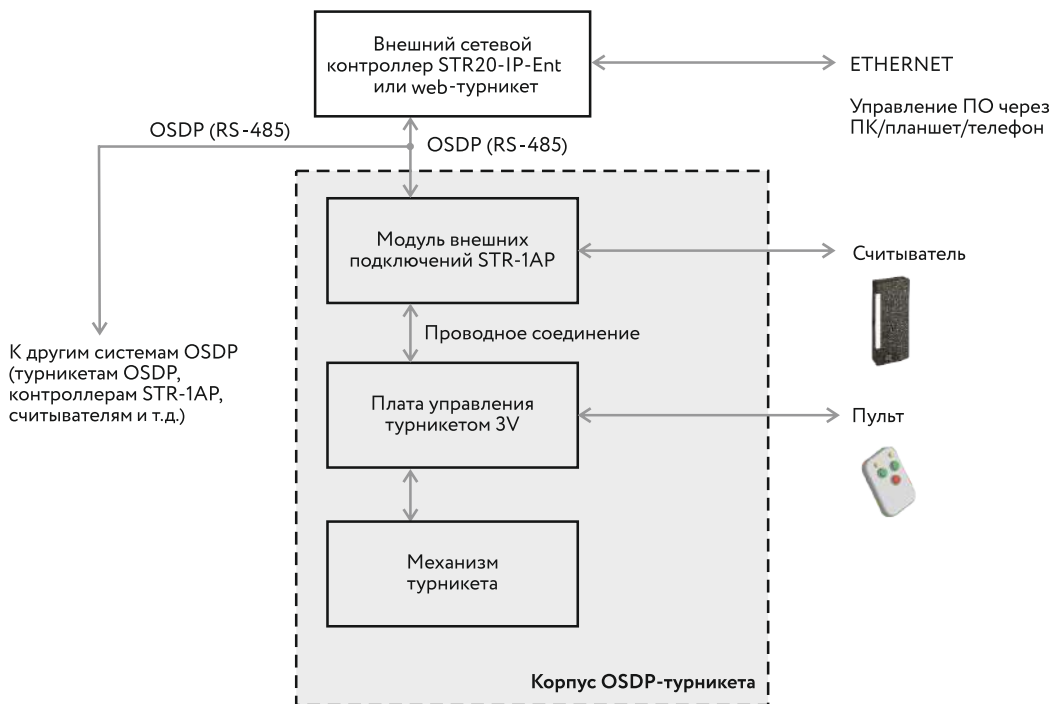 Внешний сетевой
контроллер STR20-IP-Ent
или web-турникет
ETHERNET
Управление ПО через
ПК/планшет/телефон
OSDP (RS-485)
OSDP (RS-485)
Модуль внешних
подключений STR-1AP
Считыватель
Проводное соединение
К другим системам OSDP
(турникетам OSDP,
контроллерам STR-1AP,
считывателям и т.д.)
Плата управления
турникетом 3V
Пульт
Механизм
турникета
Корпус OSDP-турникета